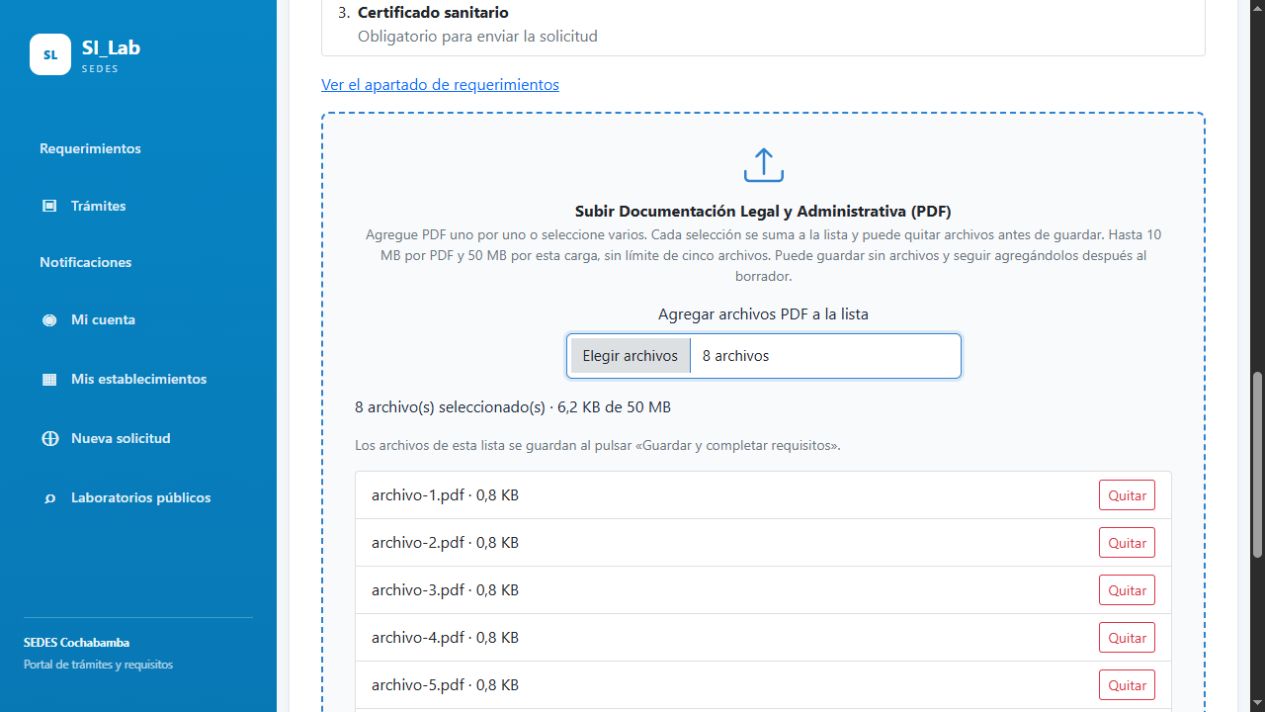 SL
SI_Lab
SEDES
Requerimientos
Trámites
Notificaciones
Mi cuenta
Mis establecimientos
Nueva solicitud
Laboratorios públicos
SEDES Cochabamba
Portal de trámites y requisitos
3. Certificado sanitario
Obligatorio para enviar la solicitud
Ver el apartado de requerimientos
Subir Documentación Legal y Administrativa (PDF)
Agregue PDF uno por uno o seleccione varios. Cada selección se suma a la lista y puede quitar archivos antes de guardar. Hasta 10
MB por PDF y 50 MB por esta carga, sin límite de cinco archivos. Puede guardar sin archivos y seguir agregándolos después al
borrador.
Agregar archivos PDF a la lista
Elegir archivos 8 archivos
8 archivo(s) seleccionado(s) · 6,2 KB de 50 MB
Los archivos de esta lista se guardan al pulsar «Guardar y completar requisitos».
archivo-1.pdf · 0,8 KB Quitar
archivo-2.pdf · 0,8 KB Quitar
archivo-3.pdf · 0,8 KB Quitar
archivo-4.pdf · 0,8 KB Quitar
archivo-5.pdf · 0,8 KB Quitar